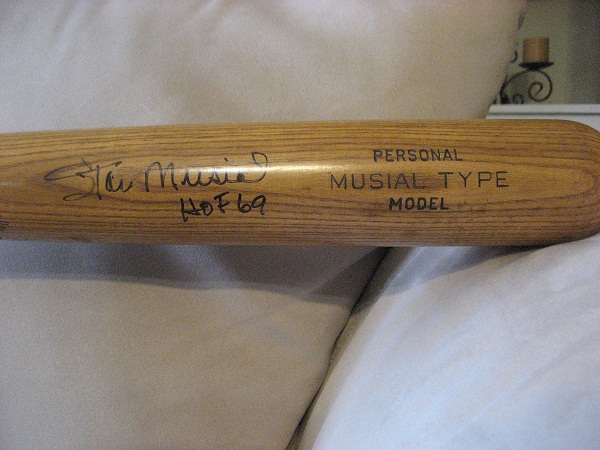 Stan Musial
HOF 69
PERSONAL
MUSIAL TYPE
MODEL